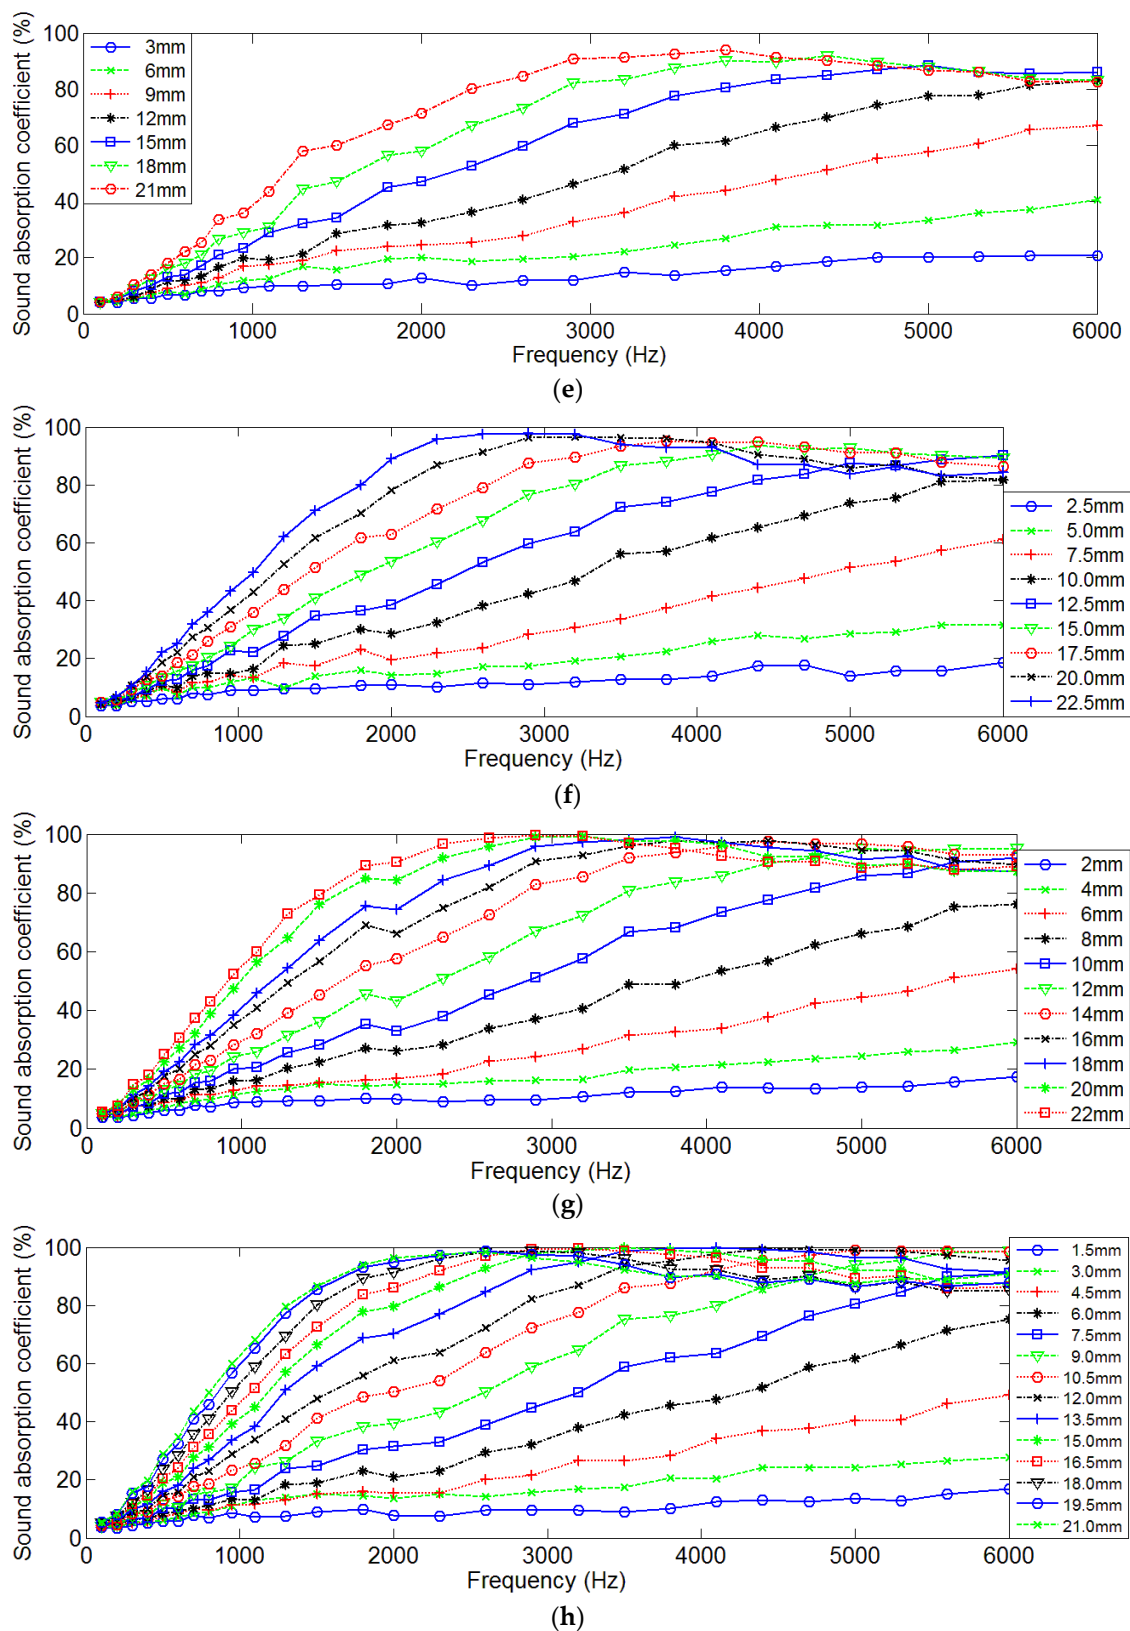 Sound absorption coefficient (%)
100
80
60
40
20
0
3mm
6mm
9mm
12mm
15mm
18mm
21mm
0 1000 2000 3000 4000 5000 6000
Frequency (Hz)
(e)
Sound absorption coefficient (%)
100
80
60
40
20
0
2.5mm
5.0mm
7.5mm
10.0mm
12.5mm
15.0mm
17.5mm
20.0mm
22.5mm
0 1000 2000 3000 4000 5000 6000
Frequency (Hz)
(f)
Sound absorption coefficient (%)
100
80
60
40
20
0
2mm
4mm
6mm
8mm
10mm
12mm
14mm
16mm
18mm
20mm
22mm
0 1000 2000 3000 4000 5000 6000
Frequency (Hz)
(g)
Sound absorption coefficient (%)
100
80
60
40
20
0
1.5mm
3.0mm
4.5mm
6.0mm
7.5mm
9.0mm
10.5mm
12.0mm
13.5mm
15.0mm
16.5mm
18.0mm
19.5mm
21.0mm
0 1000 2000 3000 4000 5000 6000
Frequency (Hz)
(h)